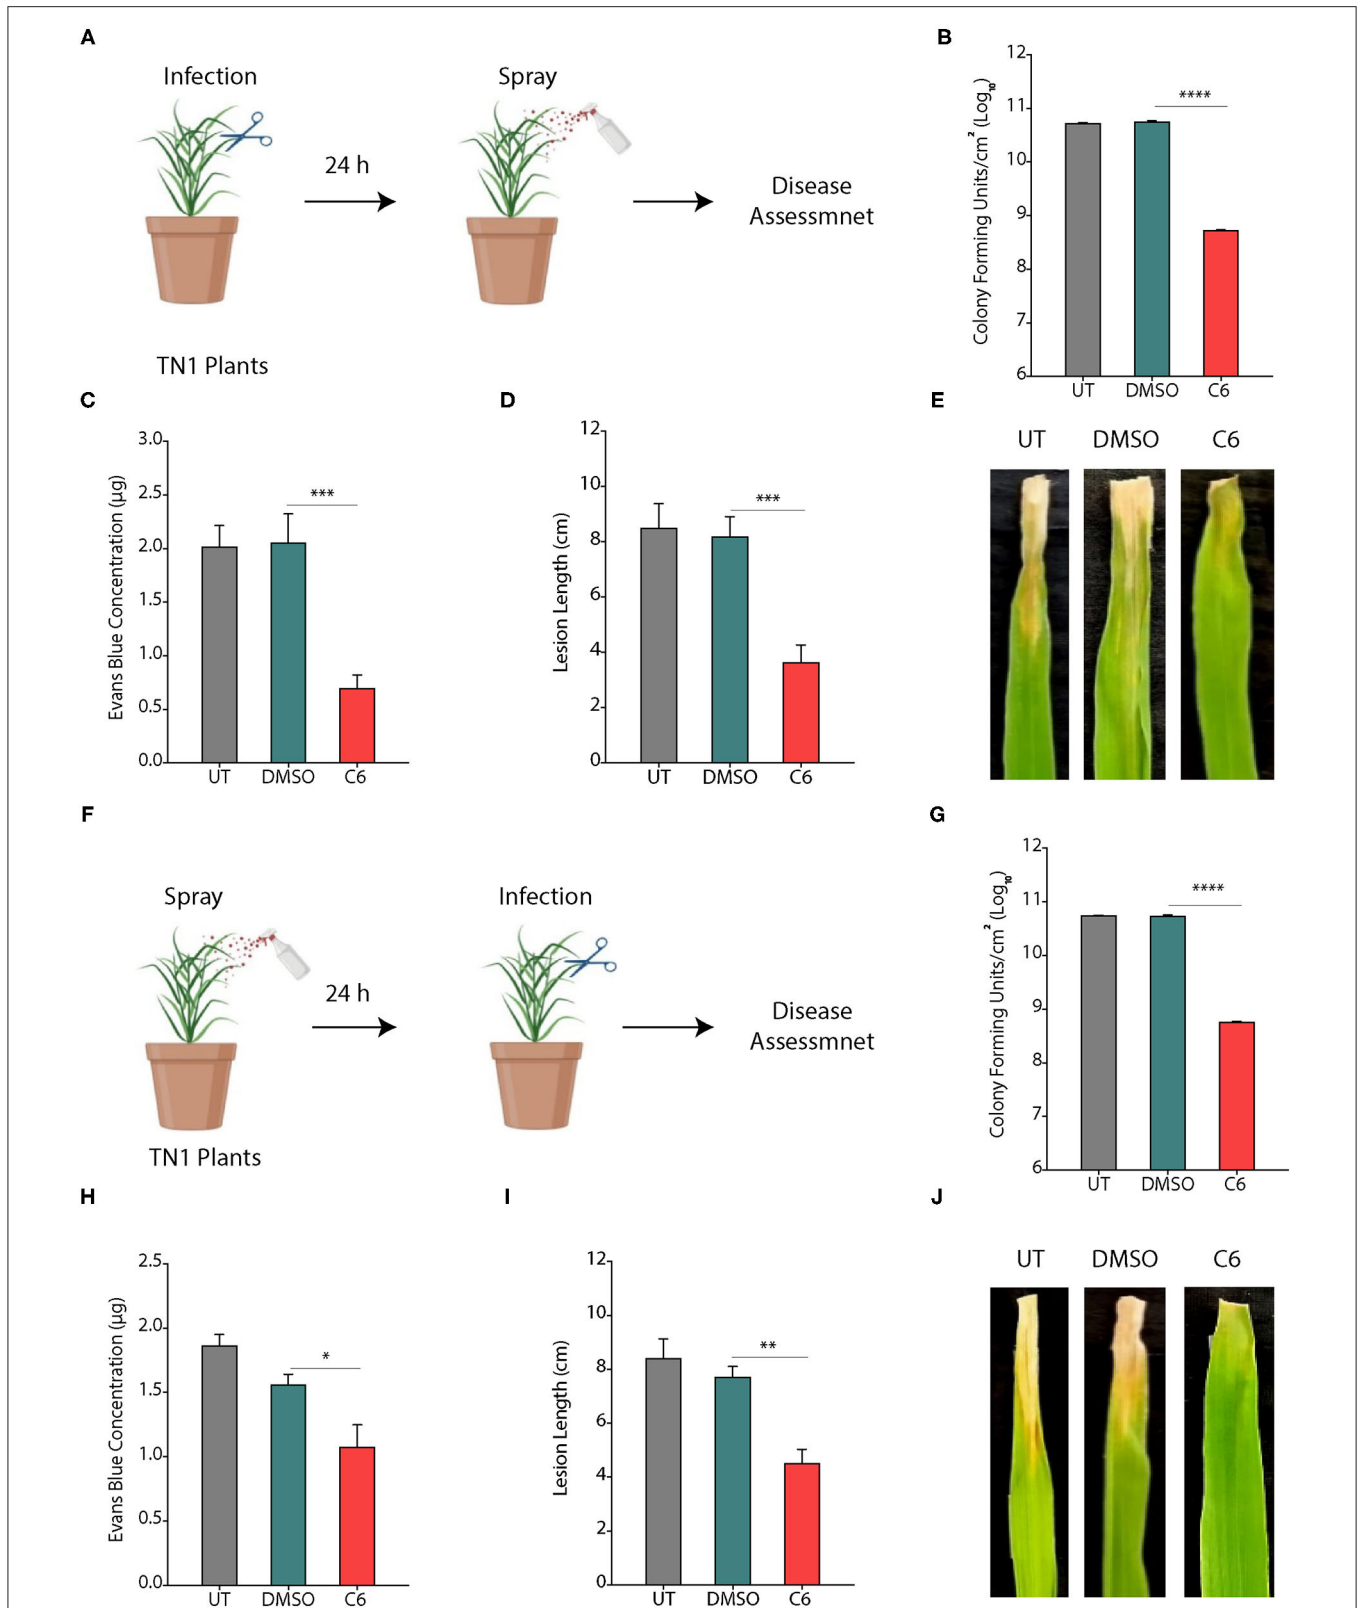 A
Infection
Spray
24 h
Disease
Assessmnet
TN1 Plants
B
Colony Forming Units/cm² (Log₁₀)
12
11
10
9
8
7
6
****
UT DMSO C6
C
Evans Blue Concentration (µg)
3.0
2.5
2.0
1.5
1.0
0.5
0.0
***
UT DMSO C6
D
Lesion Length (cm)
12
10
8
6
4
2
0
***
UT DMSO C6
E
UT DMSO C6
F
Spray
Infection
24 h
Disease
Assessmnet
TN1 Plants
G
Colony Forming Units/cm² (Log₁₀)
12
11
10
9
8
7
6
****
UT DMSO C6
H
Evans Blue Concentration (µg)
2.5
2.0
1.5
1.0
0.5
0.0
*
UT DMSO C6
I
Lesion Length (cm)
12
10
8
6
4
2
0
**
UT DMSO C6
J
UT DMSO C6